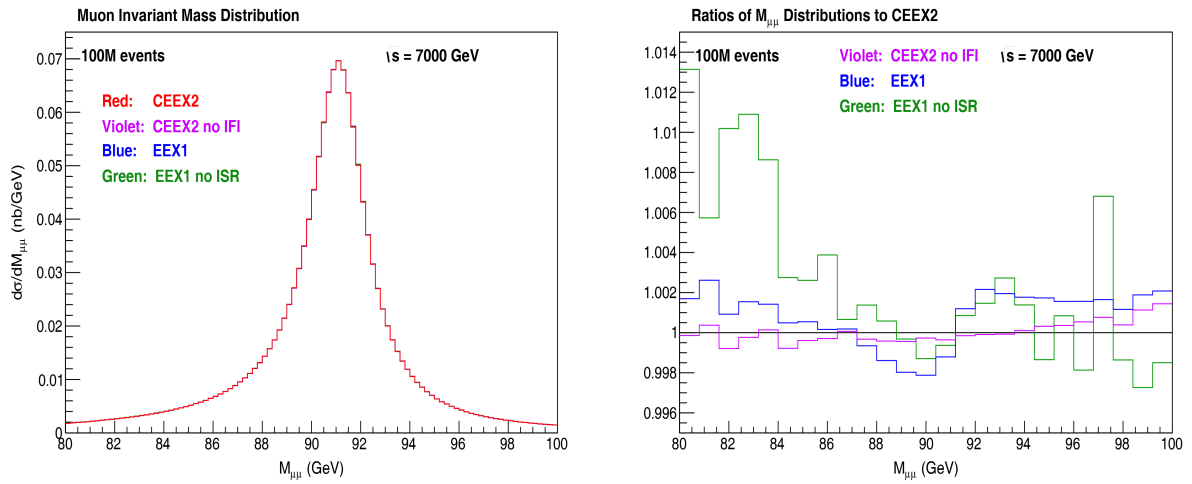 Muon Invariant Mass Distribution
100M events
√s = 7000 GeV
Red: CEEX2
Violet: CEEX2 no IFI
Blue: EEX1
Green: EEX1 no ISR
dσ/dMμμ (nb/GeV)
0.07
0.06
0.05
0.04
0.03
0.02
0.01
0
80 82 84 86 88 90 92 94 96 98 100
Mμμ (GeV)
Ratios of Mμμ Distributions to CEEX2
100M events
Violet: CEEX2 no IFI
√s = 7000 GeV
Blue: EEX1
Green: EEX1 no ISR
1.014
1.012
1.01
1.008
1.006
1.004
1.002
1
0.998
0.996
80 82 84 86 88 90 92 94 96 98 100
Mμμ (GeV)